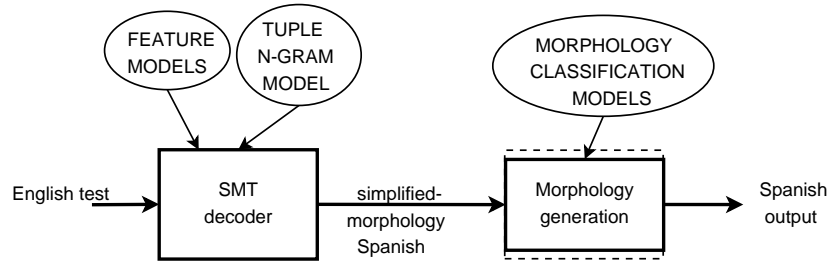 FEATURE
MODELS
TUPLE
N-GRAM
MODEL
MORPHOLOGY
CLASSIFICATION
MODELS
English test
SMT
decoder
simplified-
morphology
Spanish
Morphology
generation
Spanish
output